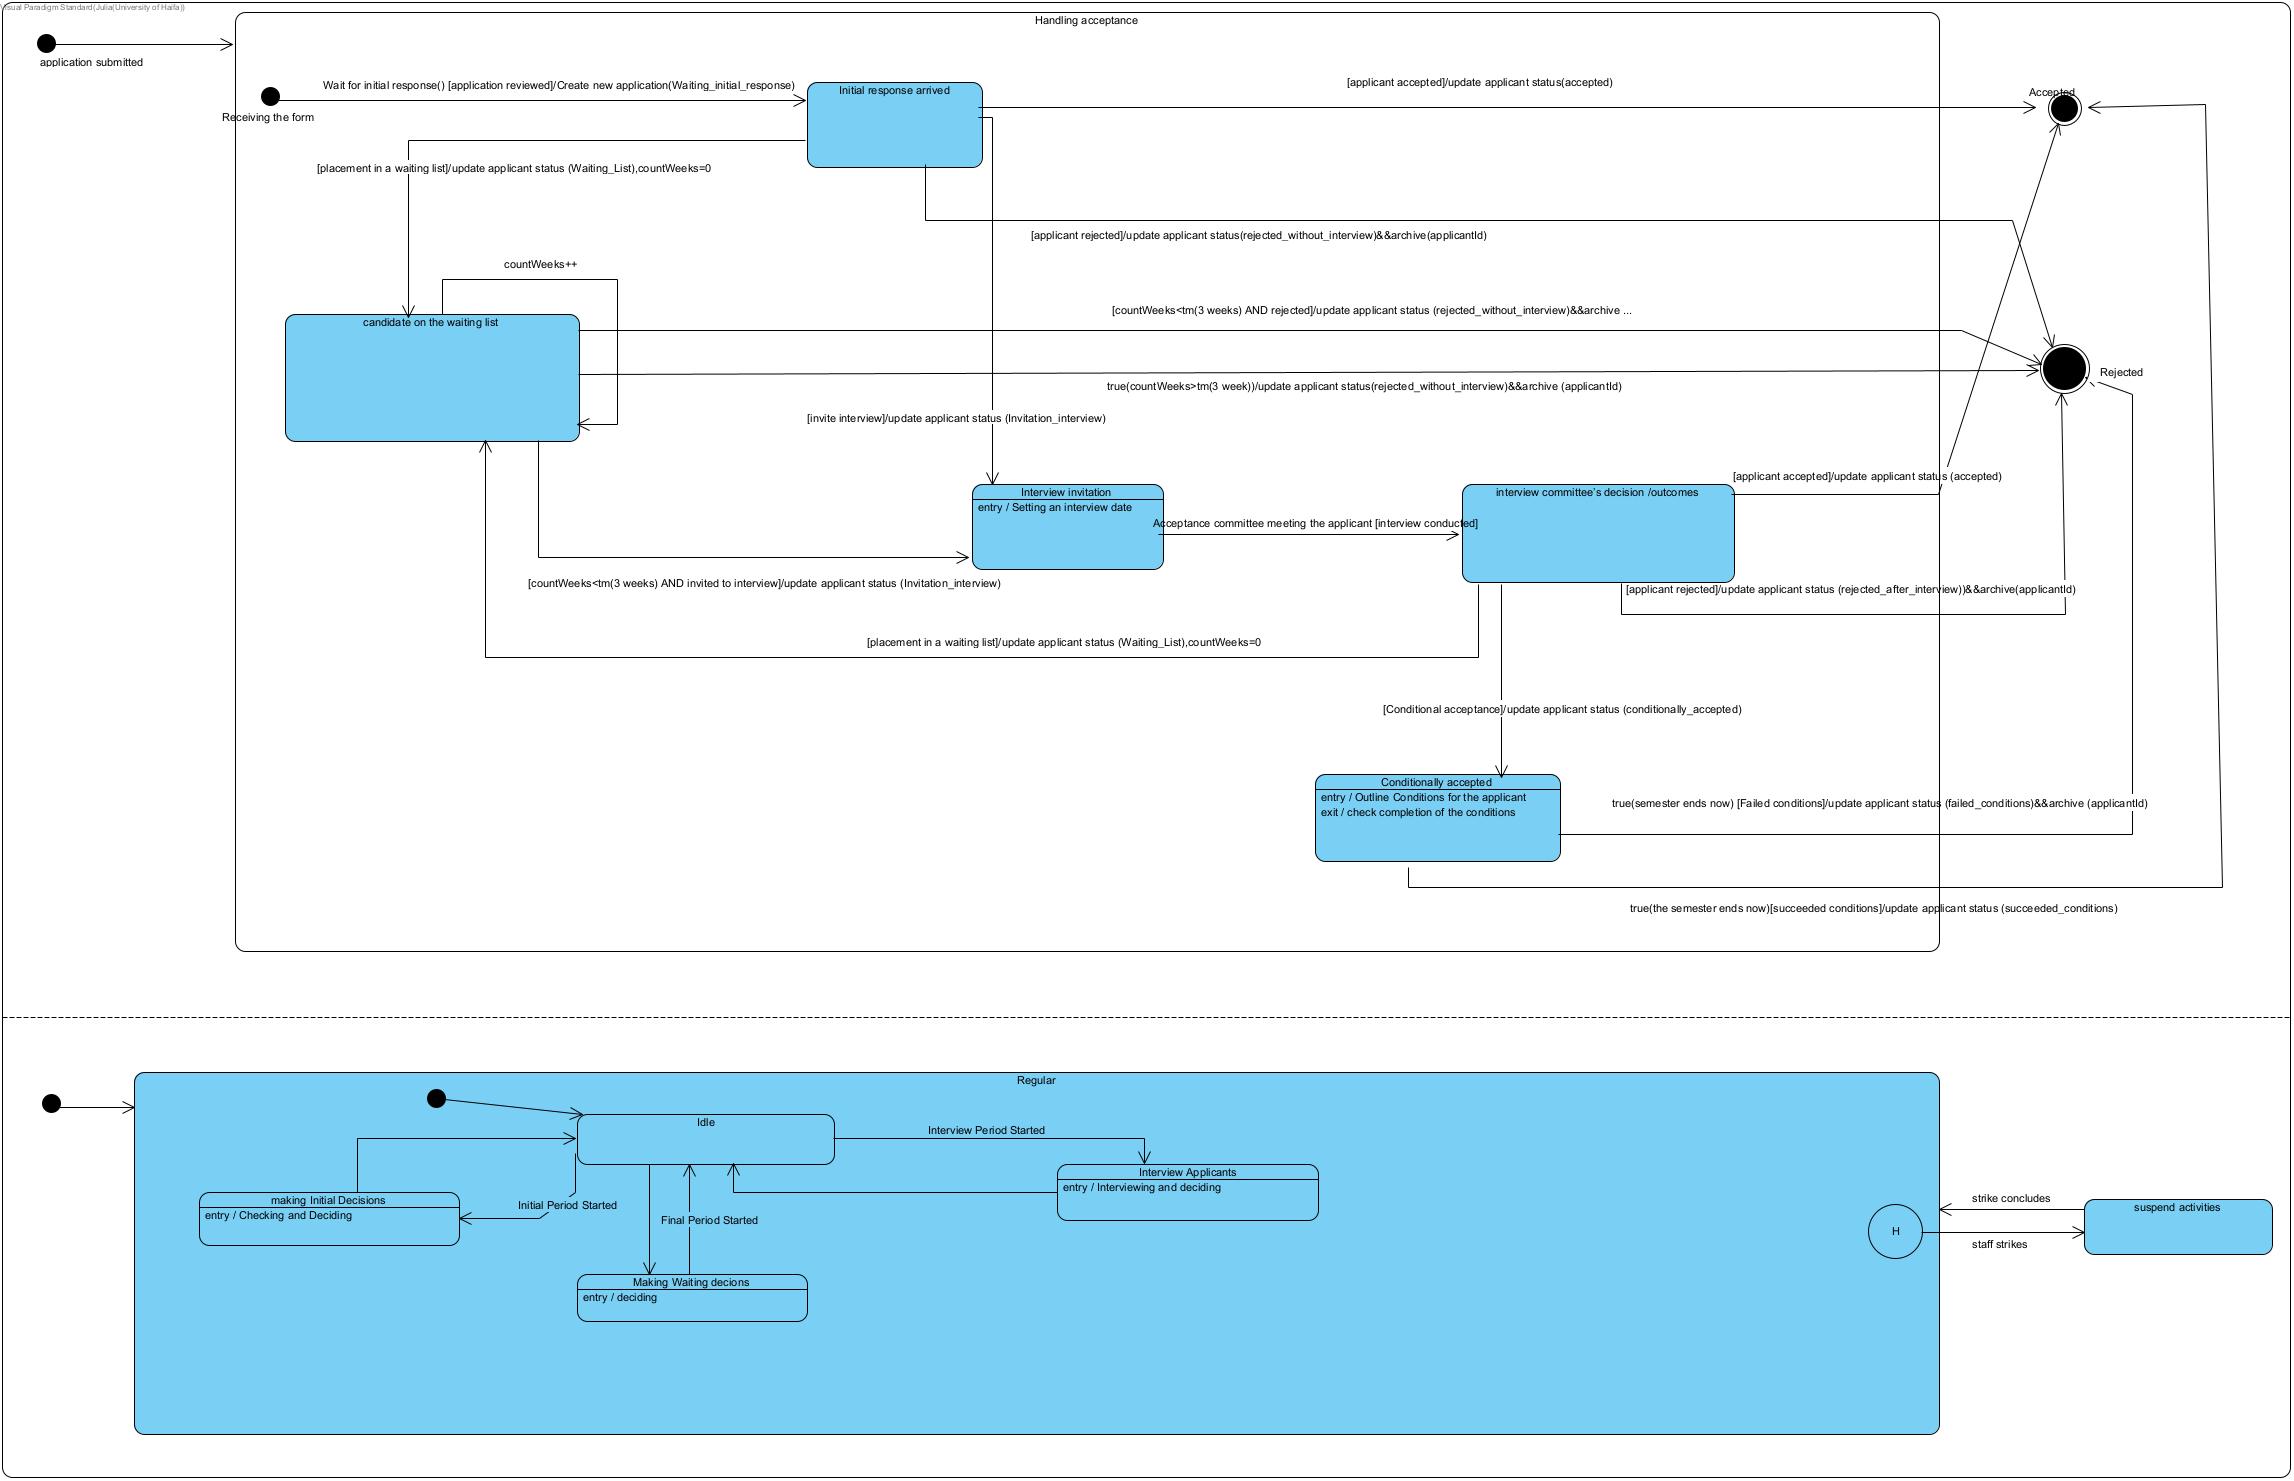 Visual Paradigm Standard(Julia(University of Haifa))
Handling acceptance
application submitted
Wait for initial response() [application reviewed]/Create new application(Waiting_initial_response)
Receiving the form
Initial response arrived
[applicant accepted]/update applicant status(accepted)
Accepted
[placement in a waiting list]/update applicant status (Waiting_List),countWeeks=0
[applicant rejected]/update applicant status(rejected_without_interview)&&archive(applicantId)
countWeeks++
candidate on the waiting list
[countWeeks<tm(3 weeks) AND rejected]/update applicant status (rejected_without_interview)&&archive ...
true(countWeeks>tm(3 week))/update applicant status(rejected_without_interview)&&archive (applicantId)
Rejected
[invite interview]/update applicant status (Invitation_interview)
Interview invitation
entry / Setting an interview date
Acceptance committee meeting the applicant [interview conducted]
interview committee's decision /outcomes
[applicant accepted]/update applicant status (accepted)
[countWeeks<tm(3 weeks) AND invited to interview]/update applicant status (Invitation_interview)
[applicant rejected]/update applicant status (rejected_after_interview))&&archive(applicantId)
[placement in a waiting list]/update applicant status (Waiting_List),countWeeks=0
[Conditional acceptance]/update applicant status (conditionally_accepted)
Conditionally accepted
entry / Outline Conditions for the applicant
exit / check completion of the conditions
true(semester ends now) [Failed conditions]/update applicant status (failed_conditions)&&archive (applicantId)
true(the semester ends now)[succeeded conditions]/update applicant status (succeeded_conditions)
Regular
Idle
Interview Period Started
Interview Applicants
entry / Interviewing and deciding
making Initial Decisions
entry / Checking and Deciding
Initial Period Started
Final Period Started
Making Waiting decions
entry / deciding
H
strike concludes
staff strikes
suspend activities